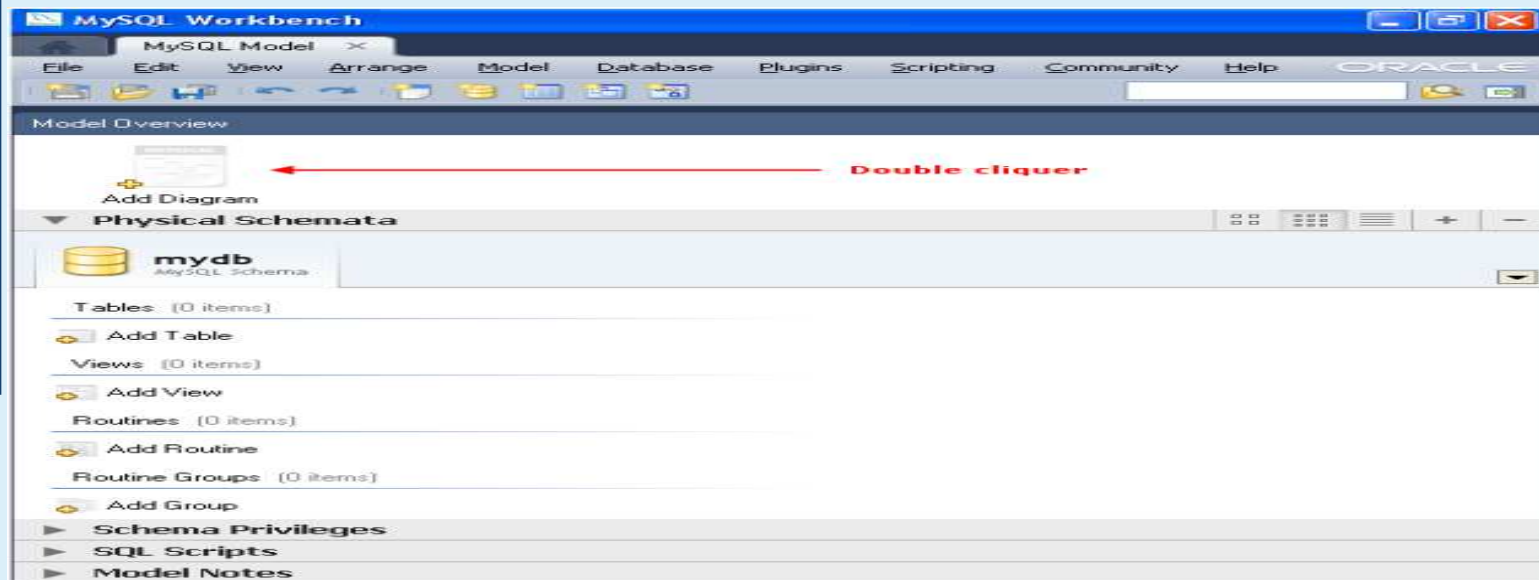 MySQL Workbench
MySQL Model
File Edit View Arrange Model Database Plugins Scripting Community Help ORACLE
Model Overview
Double cliquer
Add Diagram
Physical Schemata
mydb
MySQL Schema
Tables (0 items)
Add Table
Views (0 items)
Add View
Routines (0 items)
Add Routine
Routine Groups (0 items)
Add Group
Schema Privileges
SQL Scripts
Model Notes